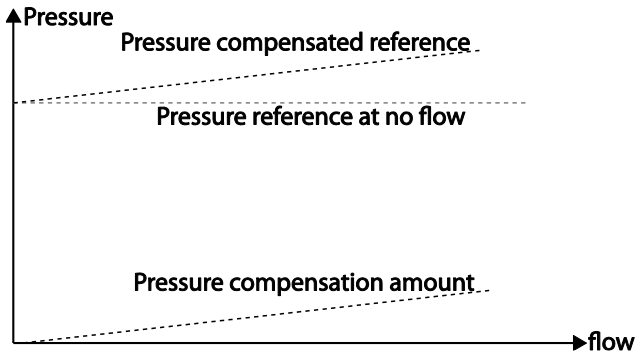 Pressure
Pressure compensated reference
Pressure reference at no flow
Pressure compensation amount
flow